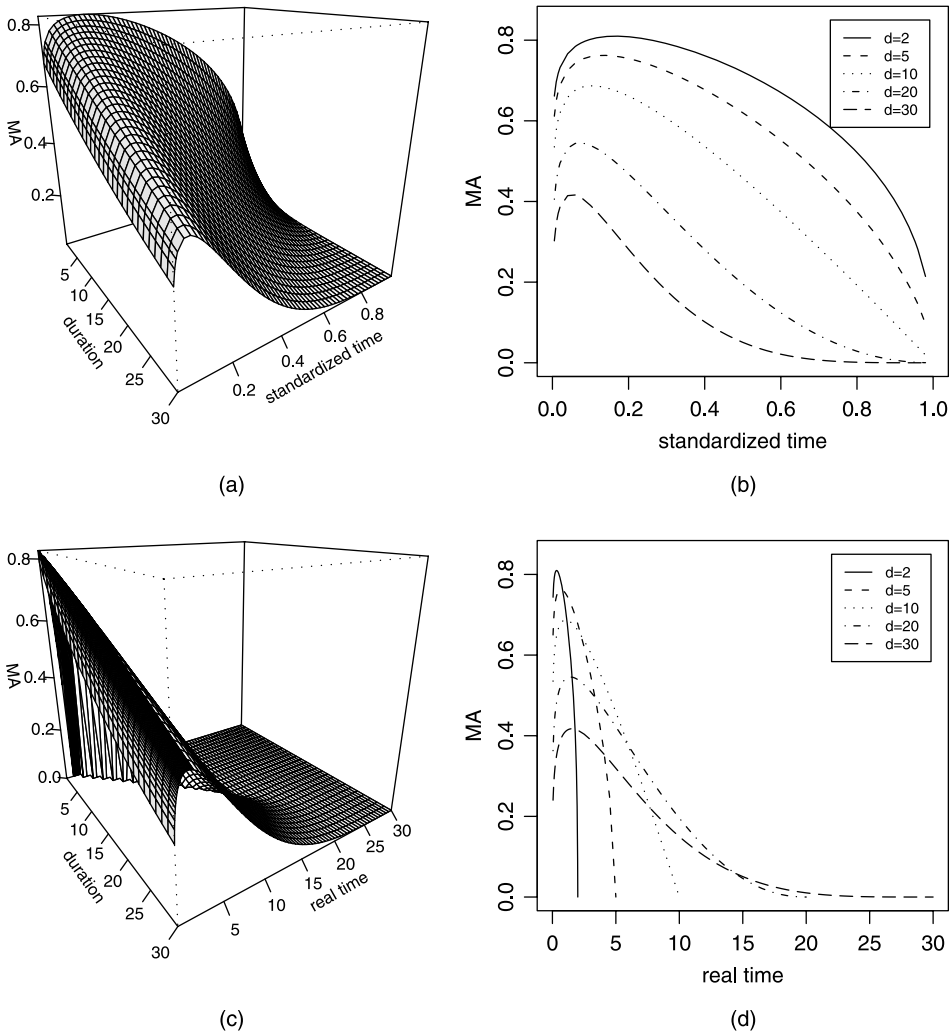 0.8
0.6
MA
0.4
0.2
5
10
15
20
25
30
duration
0.2
0.4
0.6
0.8
standardized time
(a)
0.8
0.6
0.4
0.2
0.0
MA
d=2
d=5
d=10
d=20
d=30
0.0 0.2 0.4 0.6 0.8 1.0
standardized time
(b)
0.8
0.6
MA
0.4
0.2
0.0
5
10
15
20
25
30
duration
5
10
15
20
25
30
real time
(c)
0.8
0.6
0.4
0.2
0.0
MA
d=2
d=5
d=10
d=20
d=30
0 5 10 15 20 25 30
real time
(d)